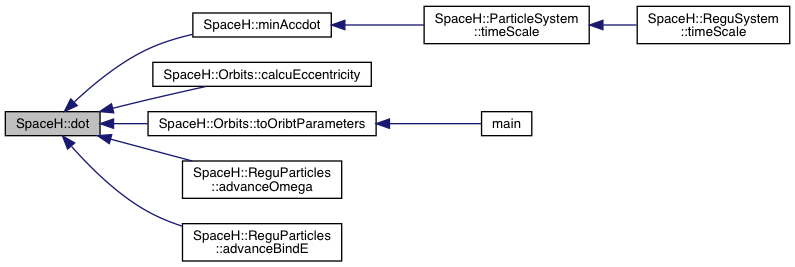 SpaceH::minAccdot
SpaceH::ParticleSystem
::timeScale
SpaceH::ReguSystem
::timeScale
SpaceH::Orbits::calcuEccentricity
SpaceH::dot
SpaceH::Orbits::toOribtParameters
main
SpaceH::ReguParticles
::advanceOmega
SpaceH::ReguParticles
::advanceBindE